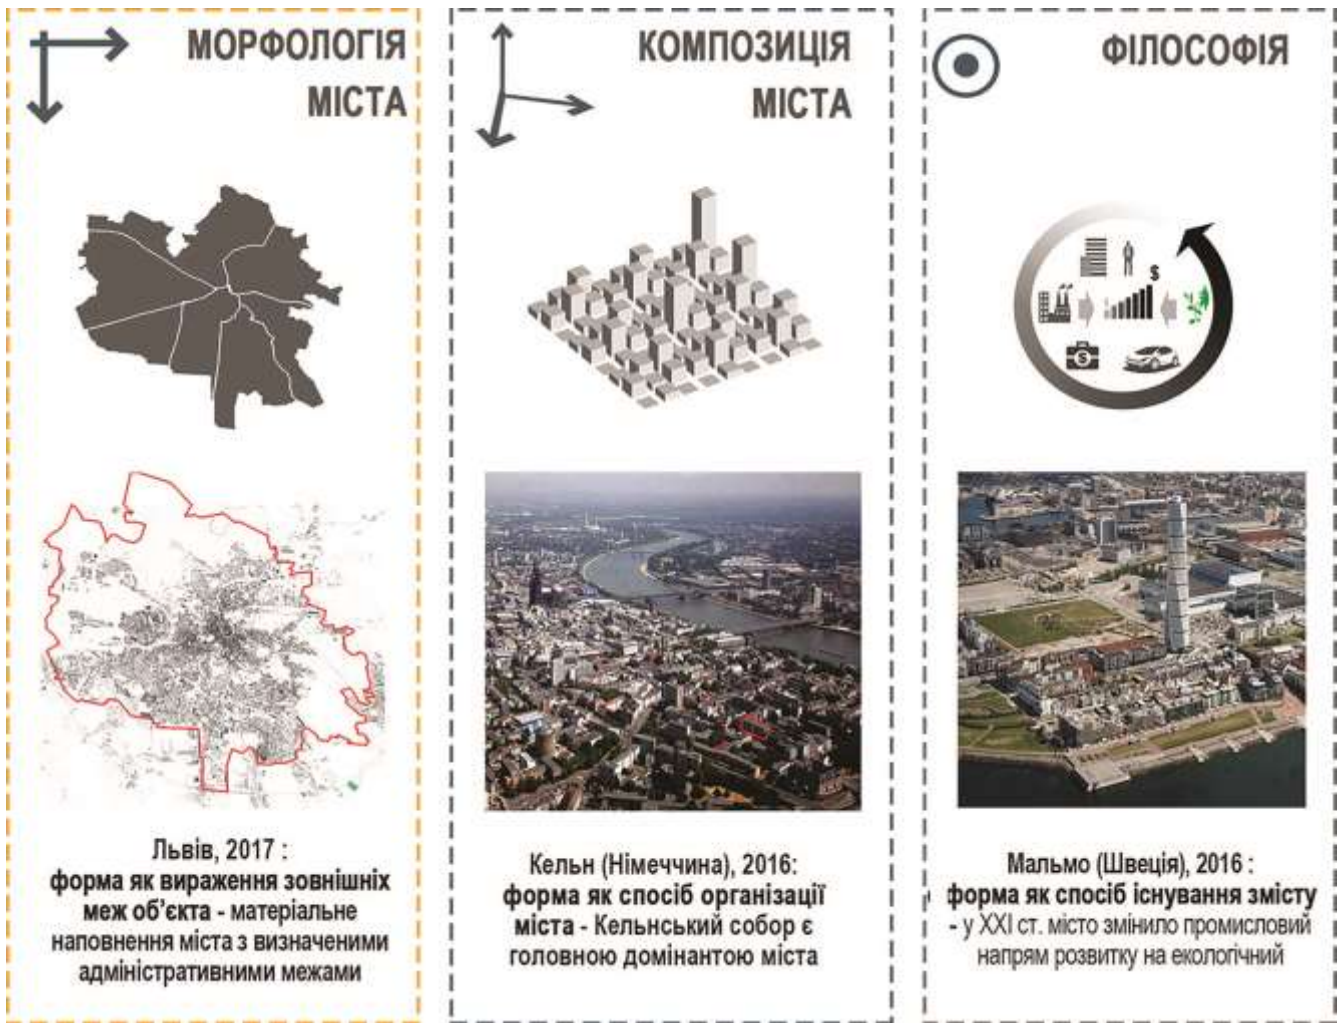 МОРФОЛОГІЯ
МІСТА
Львів, 2017 :
форма як вираження зовнішніх
меж об’єкта - матеріальне
наповнення міста з визначеними
адміністративними межами
КОМПОЗИЦІЯ
МІСТА
Кельн (Німеччина), 2016:
форма як спосіб організації
міста - Кельнський собор є
головною домінантою міста
ФІЛОСОФІЯ
$
$
Мальмо (Швеція), 2016 :
форма як спосіб існування змісту
- у XXI ст. місто змінило промисловий
напрям розвитку на екологічний